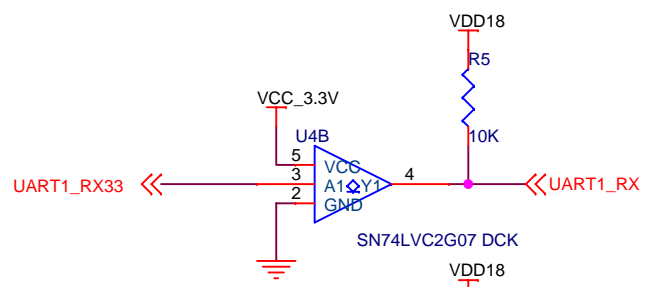 VDD18
R5
VCC_3.3V
10K
U4B
5
VCC
UART1_RX33
3
A1
Y1
4
UART1_RX
2
GND
SN74LVC2G07 DCK
VDD18